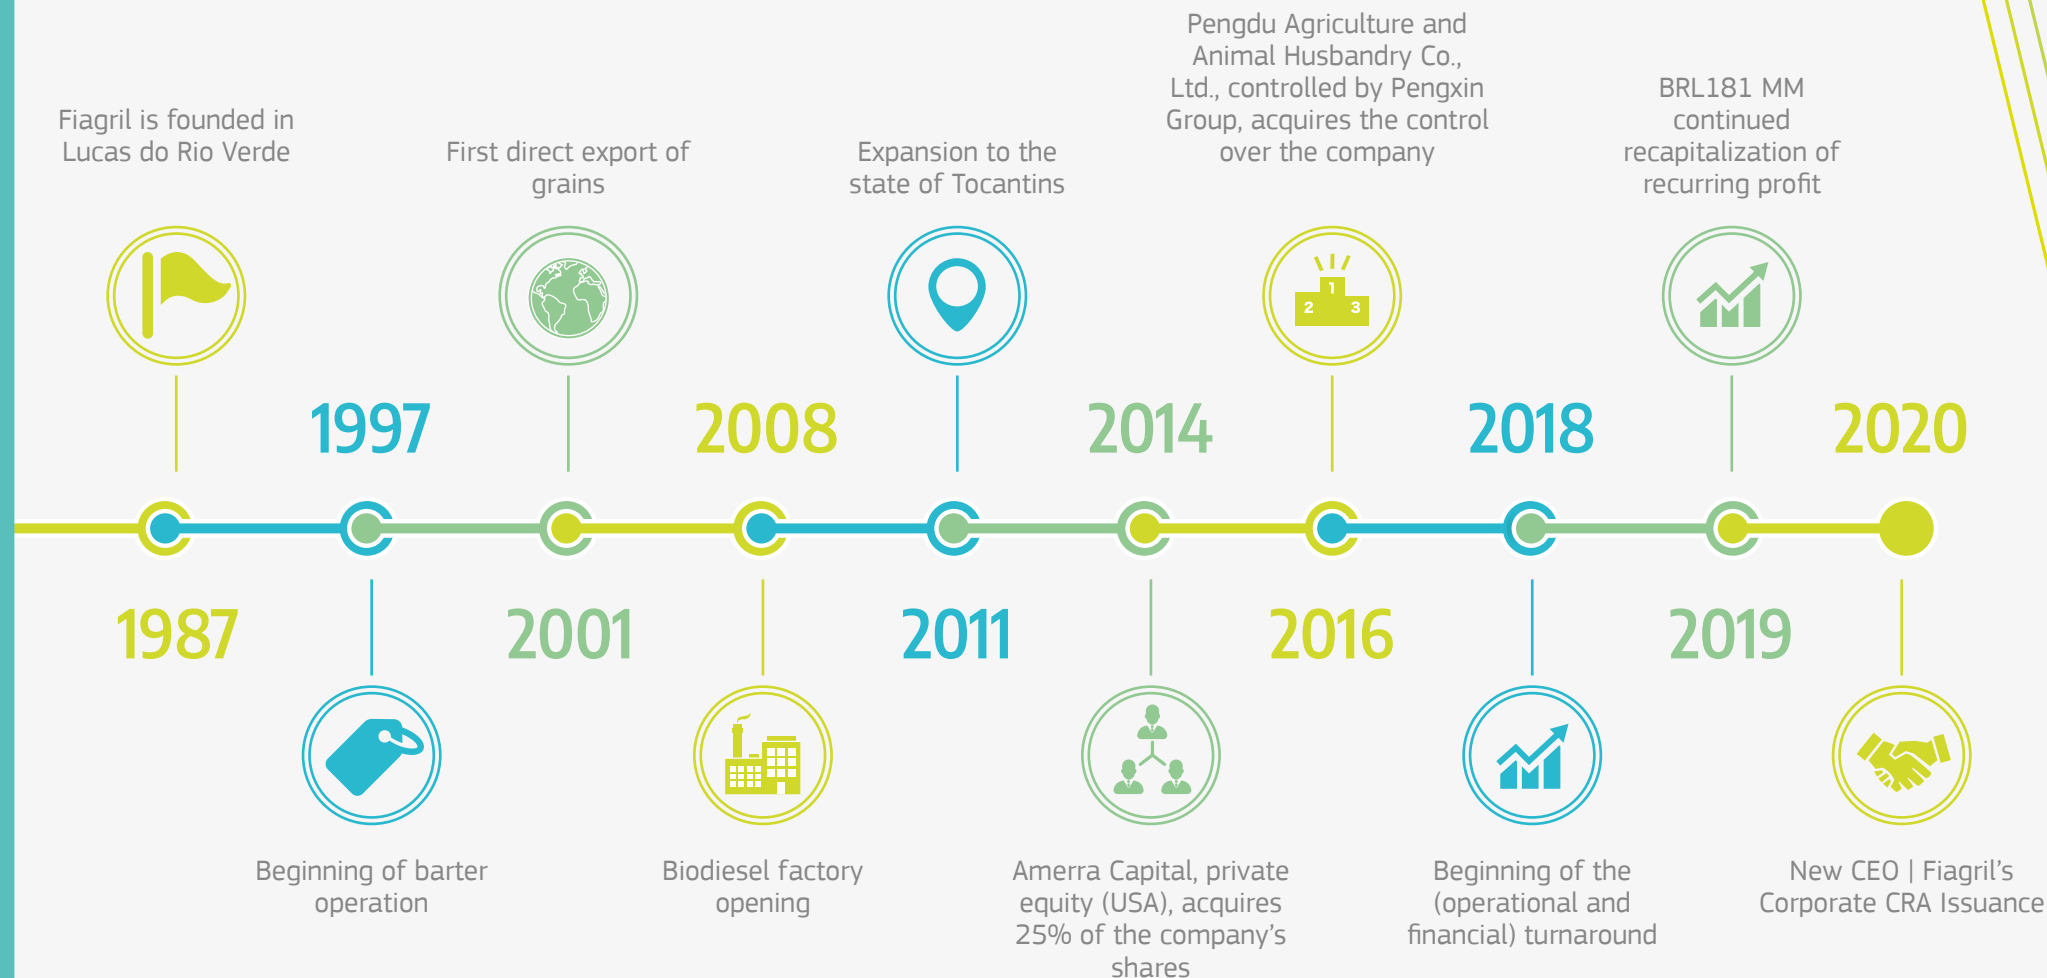 Fiagril is founded in
Lucas do Rio Verde
First direct export of
grains
Expansion to the
state of Tocantins
Pengdu Agriculture and
Animal Husbandry Co.,
Ltd., controlled by Pengxin
Group, acquires the control
over the company
BRL181 MM
continued
recapitalization of
recurring profit
1
2
3
1997
2008
2014
2018
2020
1987
2001
2011
2016
2019
Beginning of barter
operation
Biodiesel factory
opening
Amerra Capital, private
equity (USA), acquires
25% of the company’s
shares
Beginning of the
(operational and
financial) turnaround
New CEO | Fiagril’s
Corporate CRA Issuance